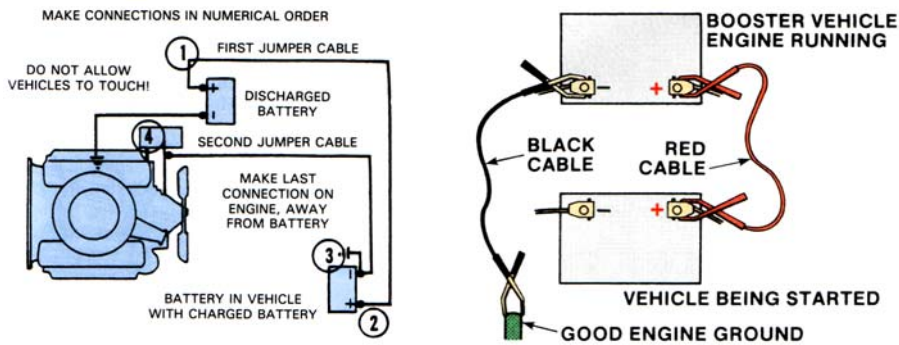 MAKE CONNECTIONS IN NUMERICAL ORDER
1
FIRST JUMPER CABLE
DO NOT ALLOW
VEHICLES TO TOUCH!
+
-
DISCHARGED
BATTERY
4
SECOND JUMPER CABLE
MAKE LAST
CONNECTION ON
ENGINE, AWAY
FROM BATTERY
3
-
+
BATTERY IN VEHICLE
WITH CHARGED BATTERY
2
BOOSTER VEHICLE
ENGINE RUNNING
- +
BLACK
CABLE
RED
CABLE
- +
VEHICLE BEING STARTED
GOOD ENGINE GROUND